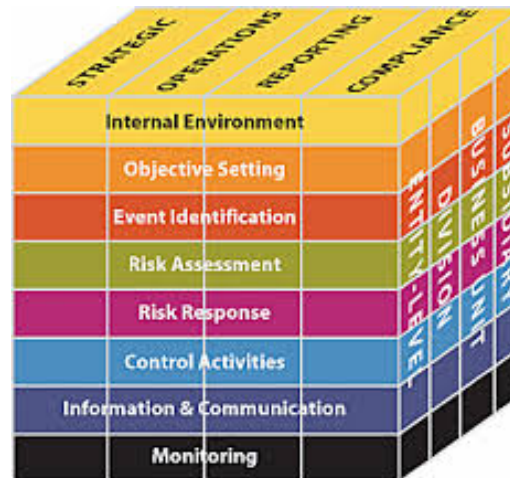 STRATEGIC
OPERATIONS
REPORTING
COMPLIANCE
Internal Environment
Objective Setting
Event Identification
Risk Assessment
Risk Response
Control Activities
Information & Communication
Monitoring
ENTITY-LEVEL
DIVISION
BUSINESS UNIT
SUBSIDIARY